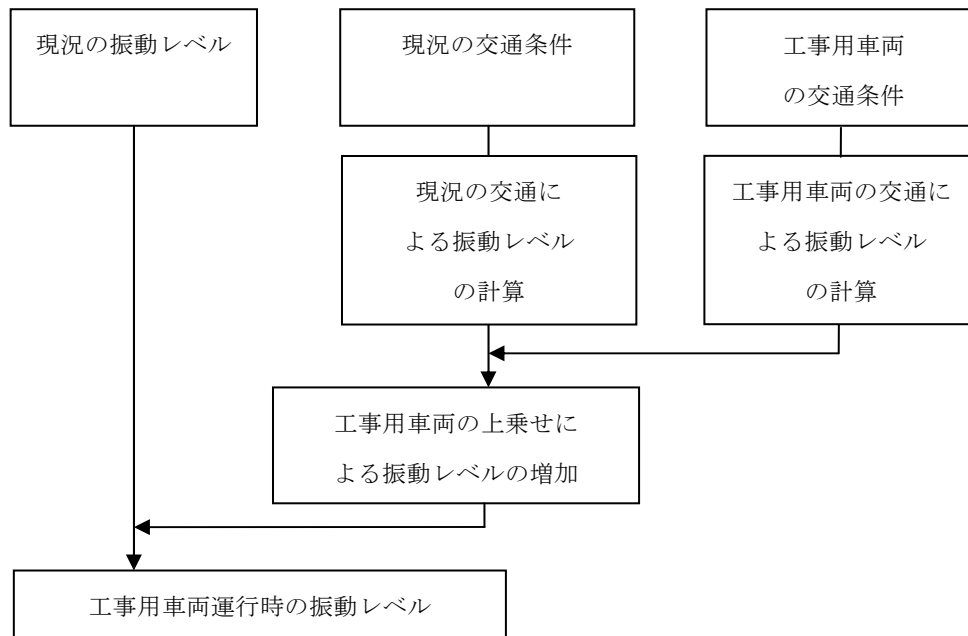 現況の振動レベル
現況の交通条件
工事用車両
の交通条件
現況の交通に
よる振動レベル
の計算
工事用車両の交通に
よる振動レベル
の計算
工事用車両の上乗せに
よる振動レベルの増加
工事用車両運行時の振動レベル